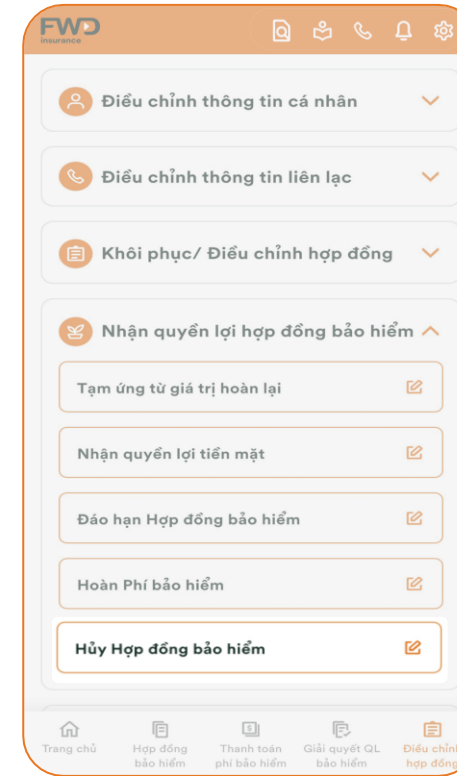 FWD
insurance
Điều chỉnh thông tin cá nhân
Điều chỉnh thông tin liên lạc
Khôi phục/ Điều chỉnh hợp đồng
Nhận quyền lợi hợp đồng bảo hiểm
Tạm ứng từ giá trị hoàn lại
Nhận quyền lợi tiền mặt
Đáo hạn Hợp đồng bảo hiểm
Hoàn Phí bảo hiểm
Hủy Hợp đồng bảo hiểm
Trang chủ
Hợp đồng
bảo hiểm
Thanh toán
phí bảo hiểm
Giải quyết QL
bảo hiểm
Điều chỉnh
hợp đồng